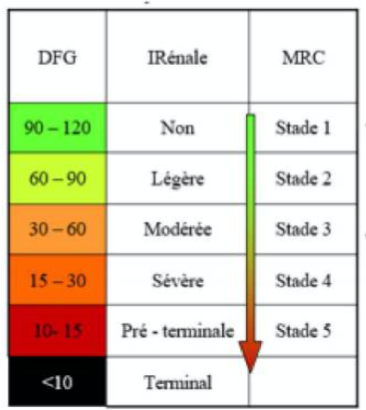 DFG IRénale MRC
90 – 120 Non Stade 1
60 – 90 Légère Stade 2
30 – 60 Modérée Stade 3
15 – 30 Sévère Stade 4
10- 15 Pré - terminale Stade 5
<10 Terminal